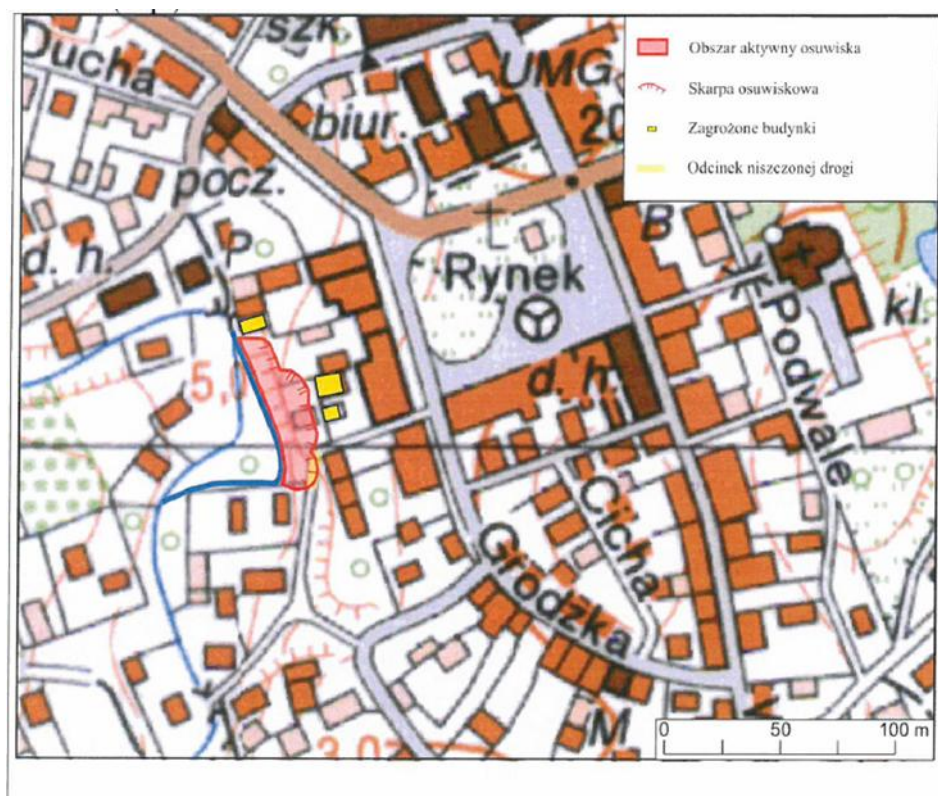 szk.
Ducha
UMG.
20
biur.
pocz.
P
d. h.
B
L
Rynek
kl.
Podwale
d. h.
5,
Cicha
Grodzka
M
3,0
Obszar aktywny osuwiska
Skarpa osuwiskowa
Zagrożone budynki
Odcinek niszczonej drogi
0 50 100 m